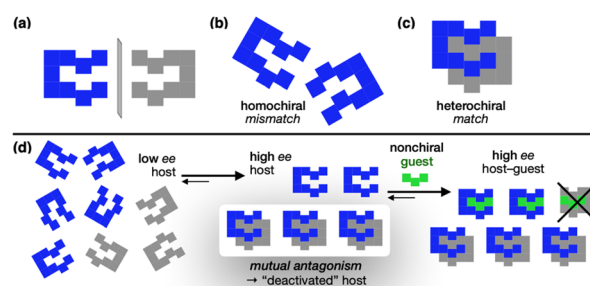 (a)
(b)
(c)
homochiral
mismatch
heterochiral
match
(d)
low ee
host
high ee
host
nonchiral
guest
high ee
host–guest
mutual antagonism
→ “deactivated” host